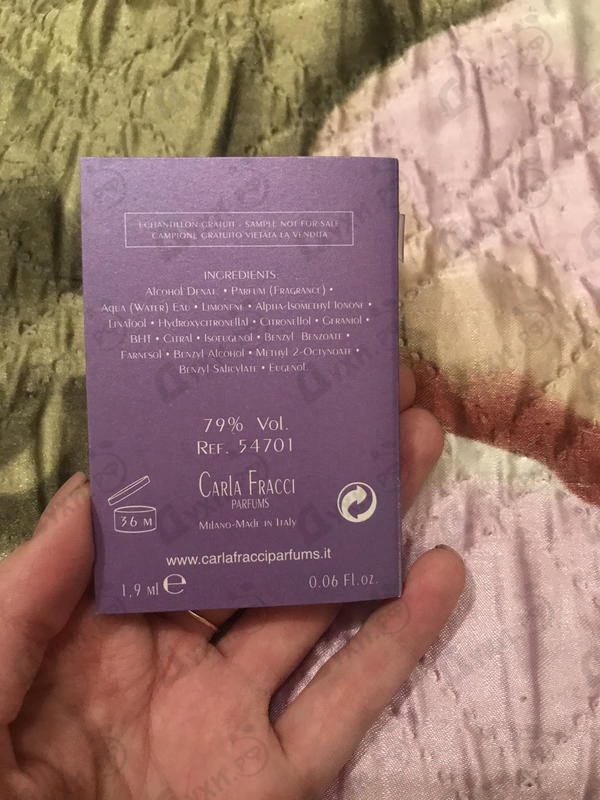 ECHANTILLON GRATUIT - SAMPLE NOT FOR SALE
CAMPIONE GRATUITO VIETATA LA VENDITA
INGREDIENTS:
ALCOHOL DENAT. • PARFUM (FRAGRANCE) •
AQUA (WATER) EAU • LIMONENE • ALPHA-ISOMETHYL IONONE •
LINALOOL • HYDROXYCITRONELLAL • CITRONELLOL • GERANIOL •
BHT • CITRAL • ISOEUGENOL • BENZYL BENZOATE •
FARNESOL • BENZYL ALCOHOL • METHYL 2-OCTYNOATE •
BENZYL SALICYLATE • EUGENOL.
79% Vol.
REF. 54701
CARLA FRACCI
PARFUMS
36 M
MILANO-MADE IN ITALY
www.carlafracciparfums.it
1,9 ml e
0.06 Fl.oz.